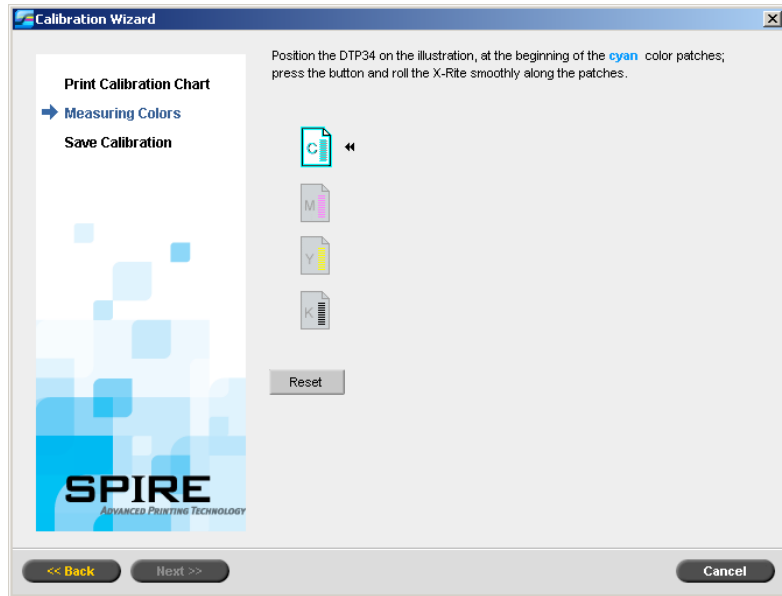 Calibration Wizard
Print Calibration Chart
Measuring Colors
Save Calibration
SPIRE
ADVANCED PRINTING TECHNOLOGY
Position the DTP34 on the illustration, at the beginning of the cyan color patches;
press the button and roll the X-Rite smoothly along the patches.
C
M
Y
K
Reset
<< Back
Next >>
Cancel